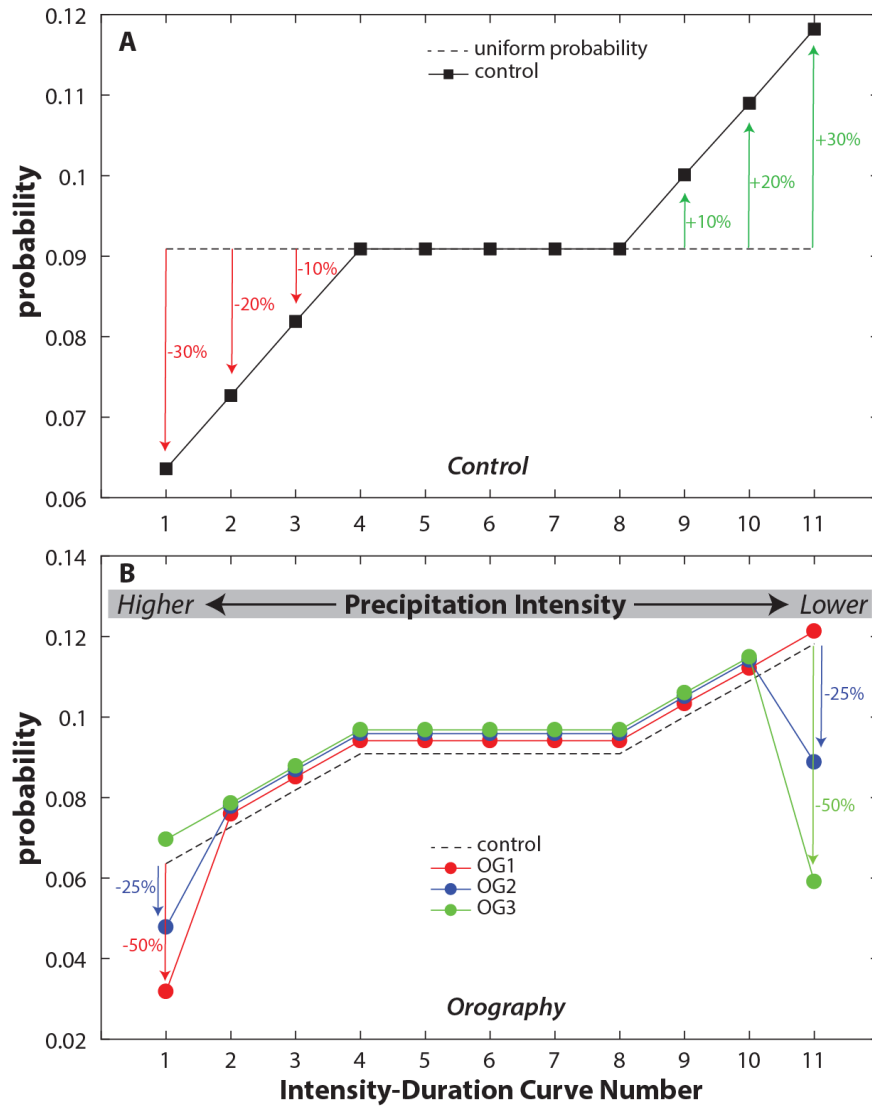 A
uniform probability
control
0.12
0.11
0.1
0.09
0.08
0.07
0.06
probability
+30%
+20%
+10%
-10%
-20%
-30%
Control
1 2 3 4 5 6 7 8 9 10 11
B
Higher Precipitation Intensity Lower
0.14
0.12
0.1
0.08
0.06
0.04
0.02
probability
-25%
-50%
control
OG1
OG2
OG3
-25%
-50%
Orography
1 2 3 4 5 6 7 8 9 10 11
Intensity-Duration Curve Number